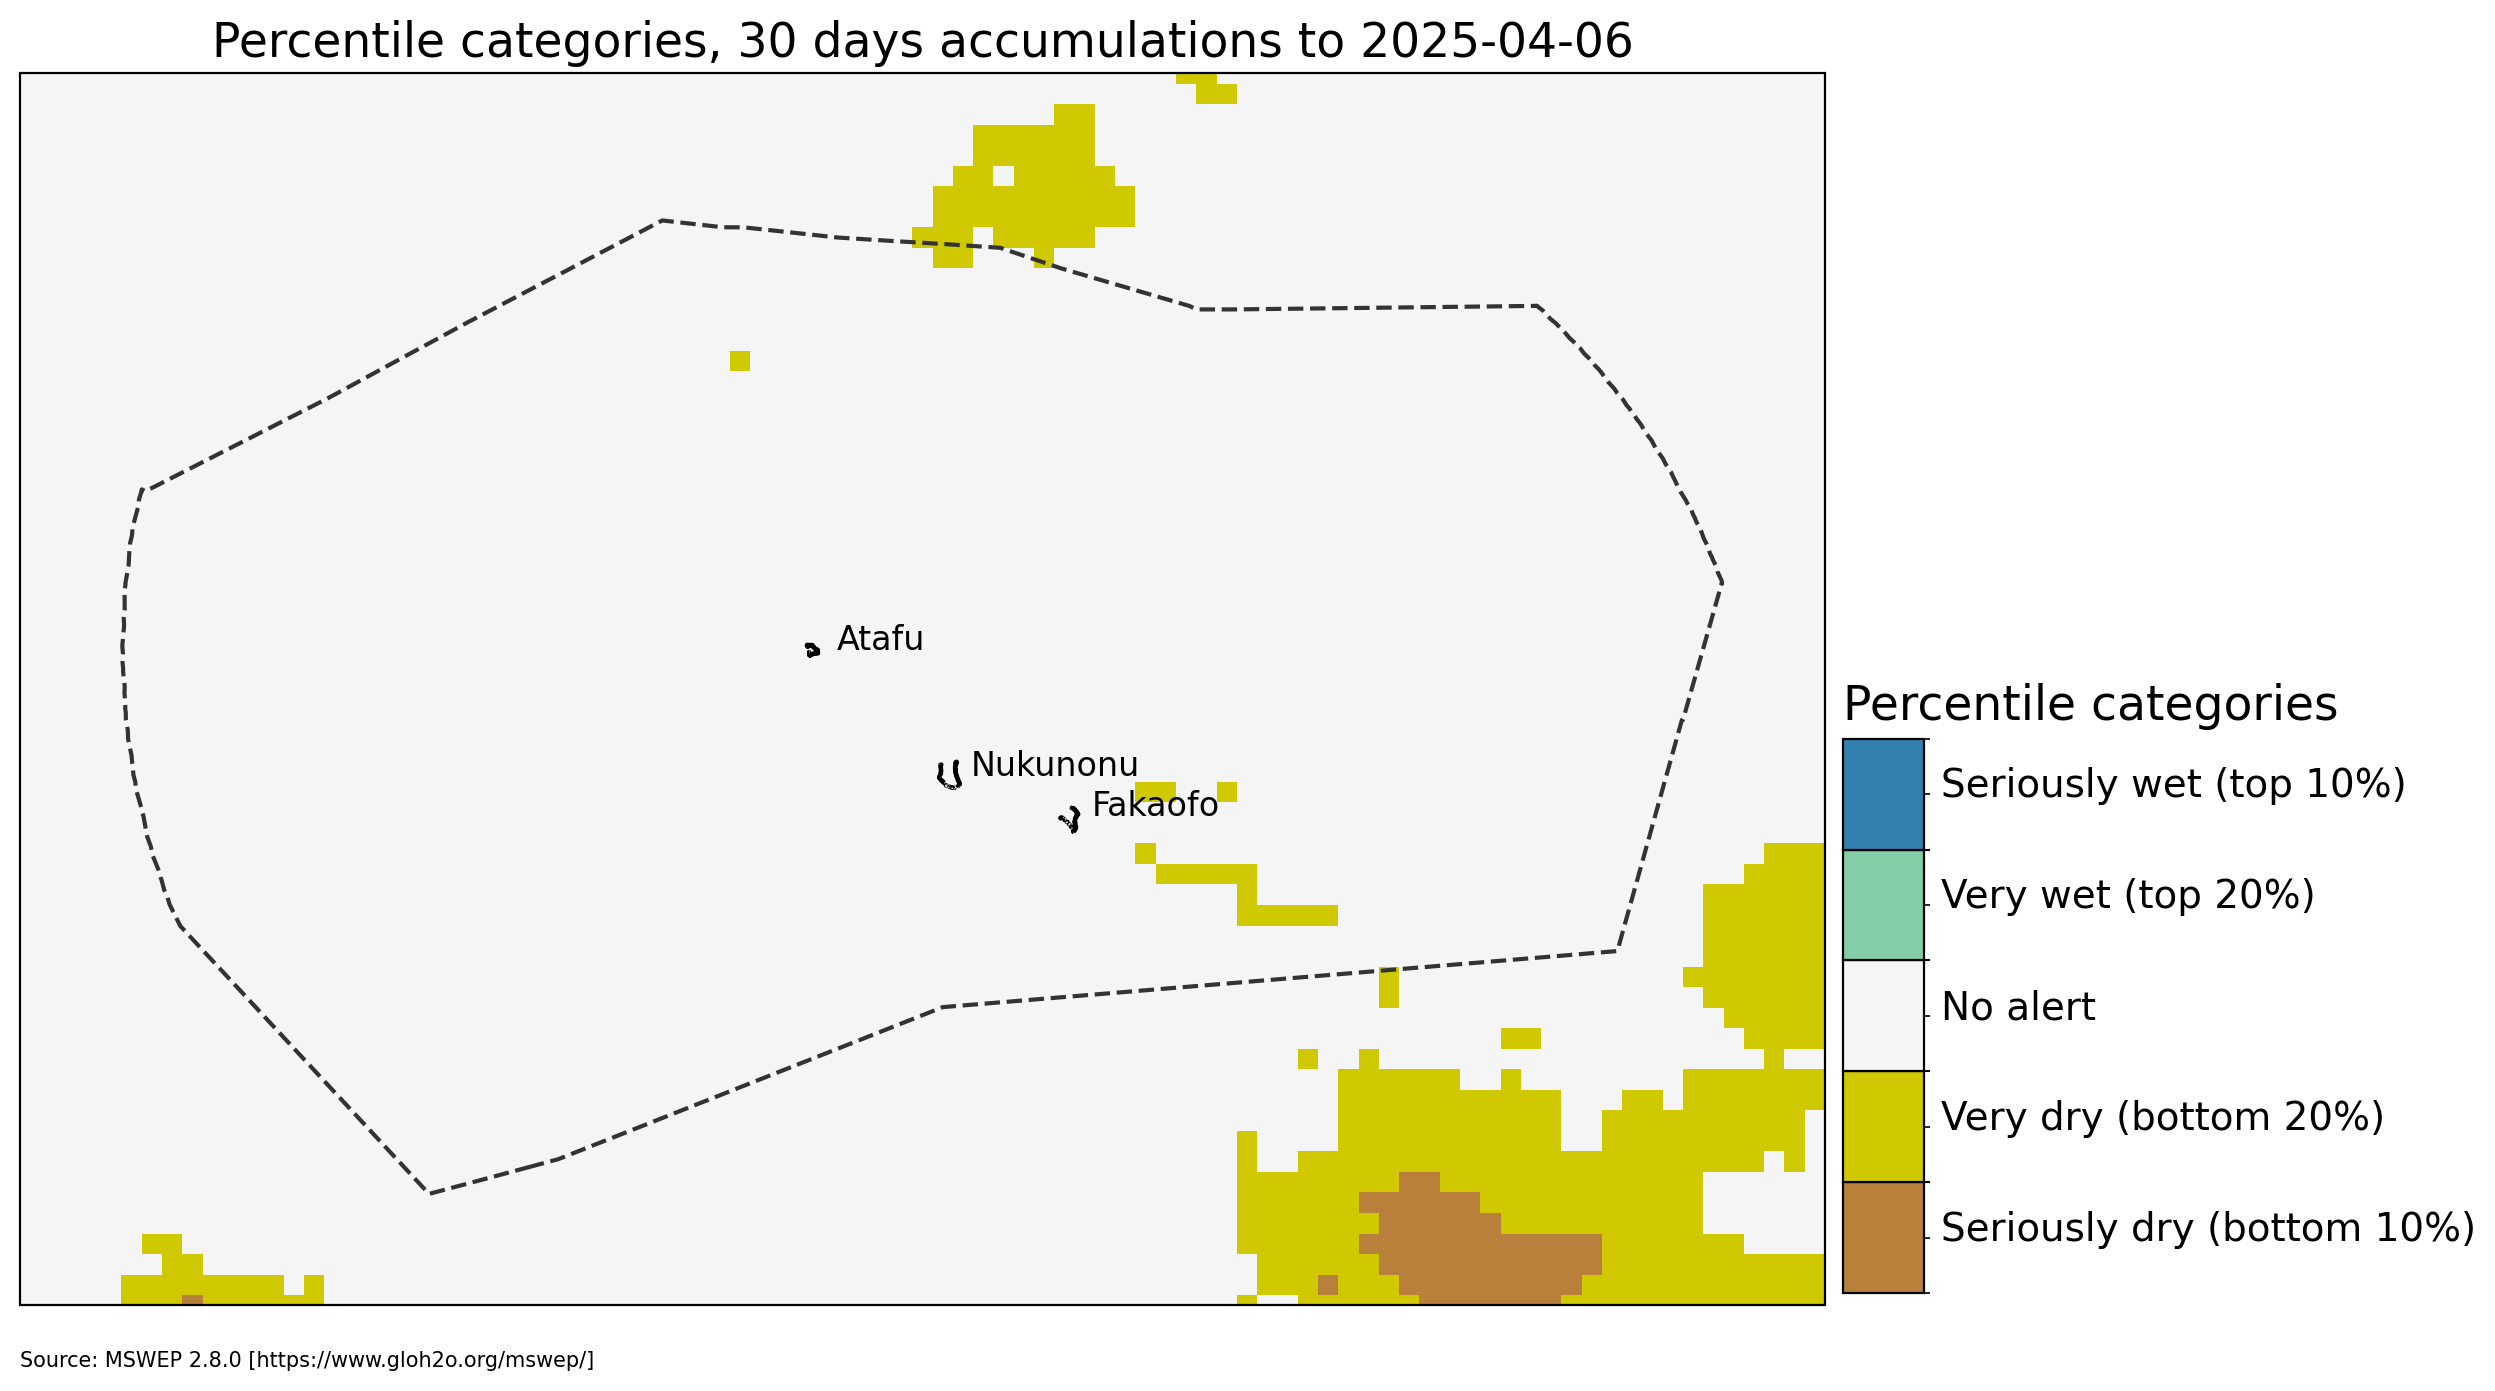 Percentile categories, 30 days accumulations to 2025-04-06
Atafu
Nukunonu
Fakaofo
Percentile categories
Seriously wet (top 10%)
Very wet (top 20%)
No alert
Very dry (bottom 20%)
Seriously dry (bottom 10%)
Source: MSWEP 2.8.0 [https://www.gloh2o.org/mswep/]